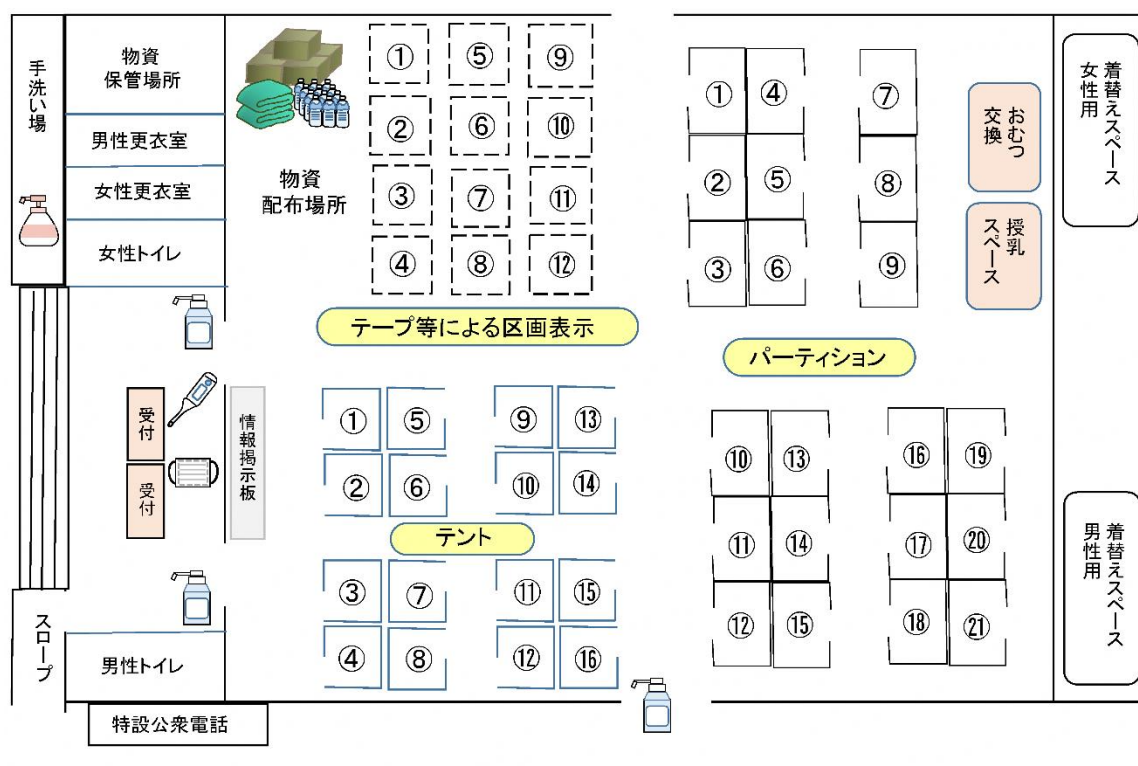 手洗い場
物資
保管場所
男性更衣室
女性更衣室
女性トイレ
物資
配布場所
① ⑤ ⑨
② ⑥ ⑩
③ ⑦ ⑪
④ ⑧ ⑫
テープ等による区画表示
① ④ ⑦
② ⑤ ⑧
③ ⑥ ⑨
パーティション
おむつ
交換
授乳
スペース
着替えスペース
女性用
受付
受付
情報掲示板
① ⑤ ⑨ ⑬
② ⑥ ⑩ ⑭
テント
③ ⑦ ⑪ ⑮
④ ⑧ ⑫ ⑯
⑩ ⑬ ⑯ ⑲
⑪ ⑭ ⑰ ⑳
⑫ ⑮ ⑱ ㉑
着替えスペース
男性用
スロープ
男性トイレ
特設公衆電話